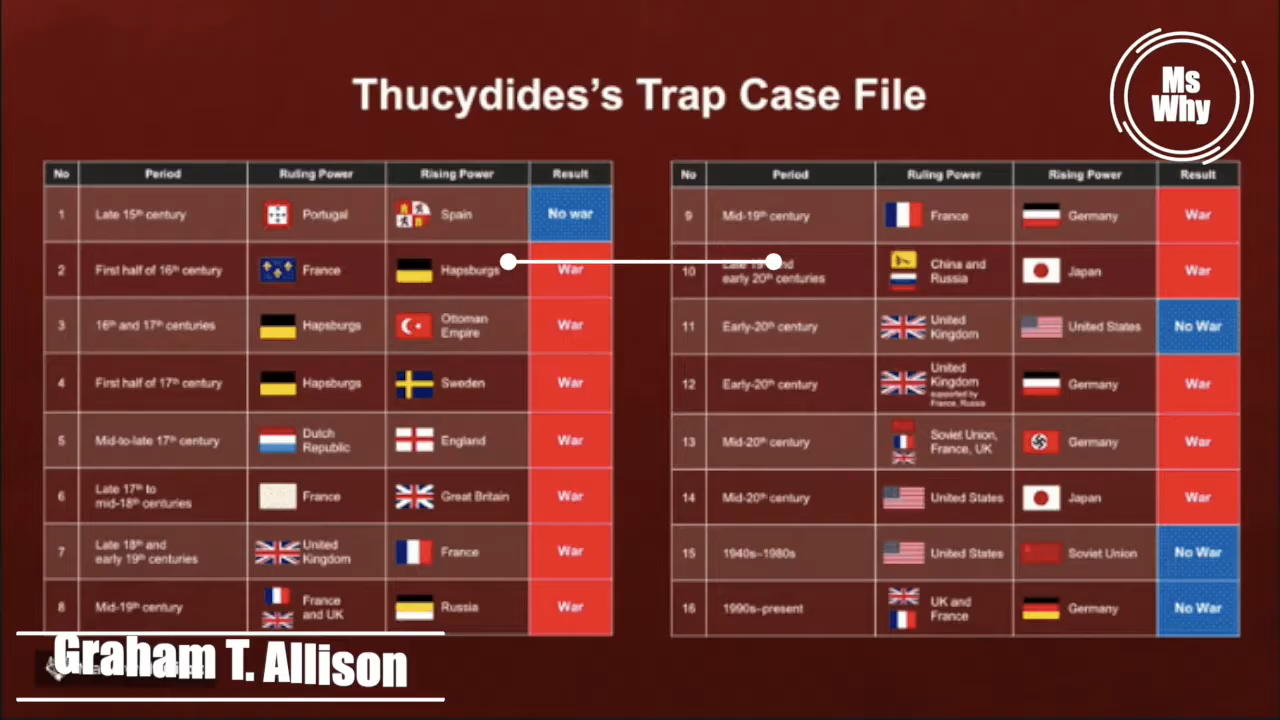 Thucydides’s Trap Case File
Ms
Why
No Period Ruling Power Rising Power Result
1 Late 15th century Portugal Spain No war
2 First half of 16th century France Hapsburgs War
3 16th and 17th centuries Hapsburgs Ottoman
Empire War
4 First half of 17th century Hapsburgs Sweden War
5 Mid-to-late 17th century Dutch
Republic England War
6 Late 17th to
mid-18th centuries France Great Britain War
7 Late 18th and
early 19th centuries United
Kingdom France War
8 Mid-19th century France
and UK Russia War
No Period Ruling Power Rising Power Result
9 Mid-19th century France Germany War
10 Late 19th and
early 20th centuries China and
Russia Japan War
11 Early-20th century United
Kingdom United States No War
12 Early-20th century United
Kingdom
supported by
France, Russia Germany War
13 Mid-20th century Soviet Union,
France, UK Germany War
14 Mid-20th century United States Japan War
15 1940s–1980s United States Soviet Union No War
16 1990s–present UK and
France Germany No War
Graham T. Allison